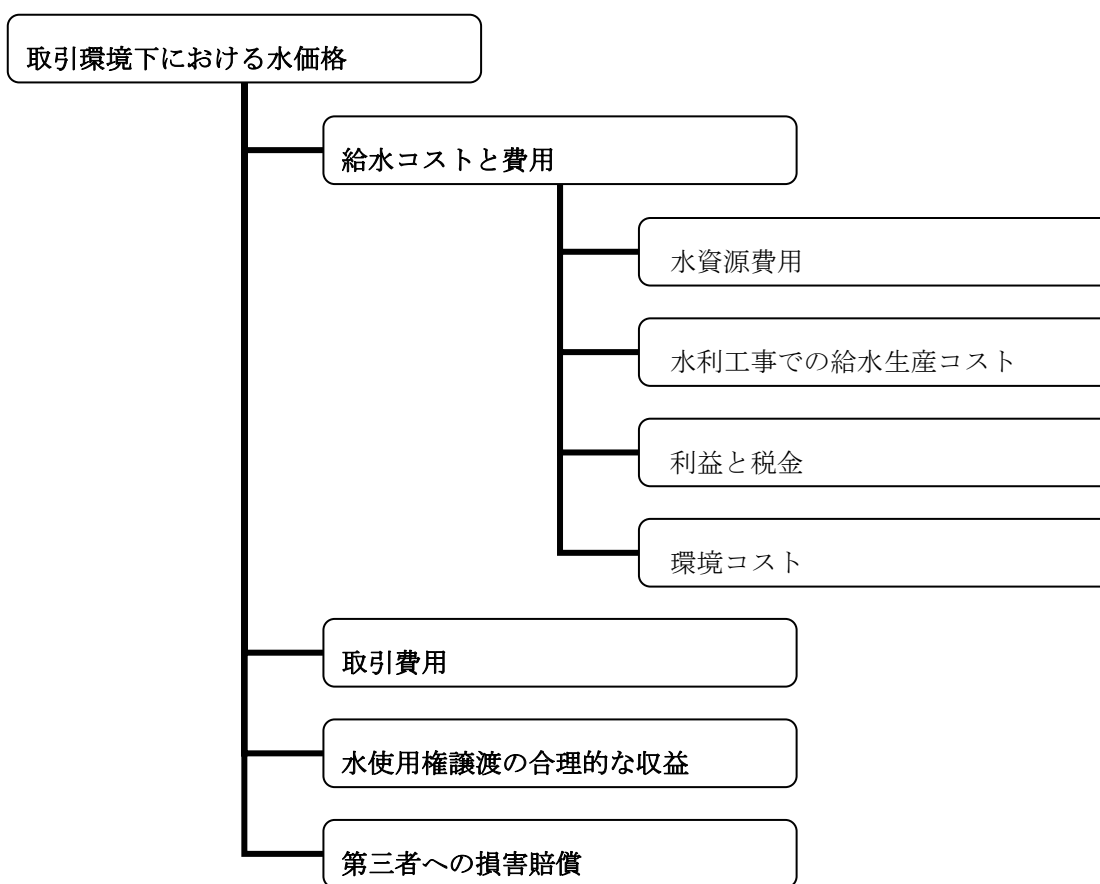 取引環境下における水価格
給水コストと費用
水資源費用
水利工事での給水生産コスト
利益と税金
環境コスト
取引費用
水使用権譲渡の合理的な収益
第三者への損害賠償